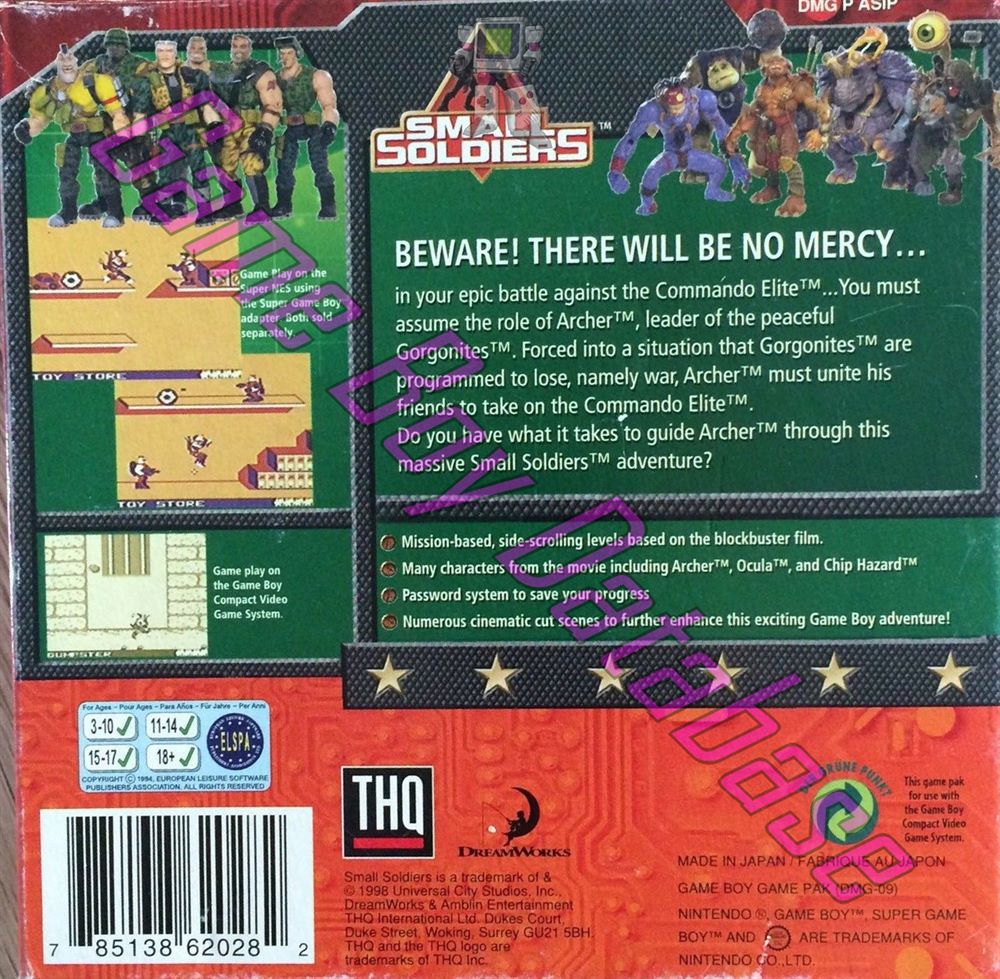 DMG P ASIP
SMALL
SOLDIERS™
BEWARE! THERE WILL BE NO MERCY...
in your epic battle against the Commando Elite™...You must
assume the role of Archer™, leader of the peaceful
Gorgonites™. Forced into a situation that Gorgonites™ are
programmed to lose, namely war, Archer™ must unite his
friends to take on the Commando Elite™.
Do you have what it takes to guide Archer™ through this
massive Small Soldiers™ adventure?
Game Play on the
Super NES using
the Super Game Boy
adapter. Both sold
separately.
TOY STORE
TOY STORE
Game play on
the Game Boy
Compact Video
Game System.
DUMPSTER
Mission-based, side-scrolling levels based on the blockbuster film.
Many characters from the movie including Archer™, Ocula™, and Chip Hazard™
Password system to save your progress
Numerous cinematic cut scenes to further enhance this exciting Game Boy adventure!
For Ages - Pour Ages - Para Años - Für Jahre - Per Anni
3-10 11-14
15-17 18+
ELSPA
COPYRIGHT © 1994, EUROPEAN LEISURE SOFTWARE
PUBLISHERS ASSOCIATION. ALL RIGHTS RESERVED
7 85138 62028 2
THQ
DREAMWORKS
Small Soldiers is a trademark of &
© 1998 Universal City Studios, Inc.,
DreamWorks & Amblin Entertainment
THQ International Ltd. Dukes Court,
Duke Street, Woking, Surrey GU21 5BH.
THQ and the THQ logo are
trademarks of THQ Inc.
GRÜNE PUNKT
This game pak
for use with
the Game Boy
Compact Video
Game System.
MADE IN JAPAN / FABRIQUE AU JAPON
GAME BOY GAME PAK (DMG-09)
NINTENDO ®, GAME BOY™, SUPER GAME
BOY™ AND ARE TRADEMARKS OF
NINTENDO CO.,LTD.
Game Boy Database